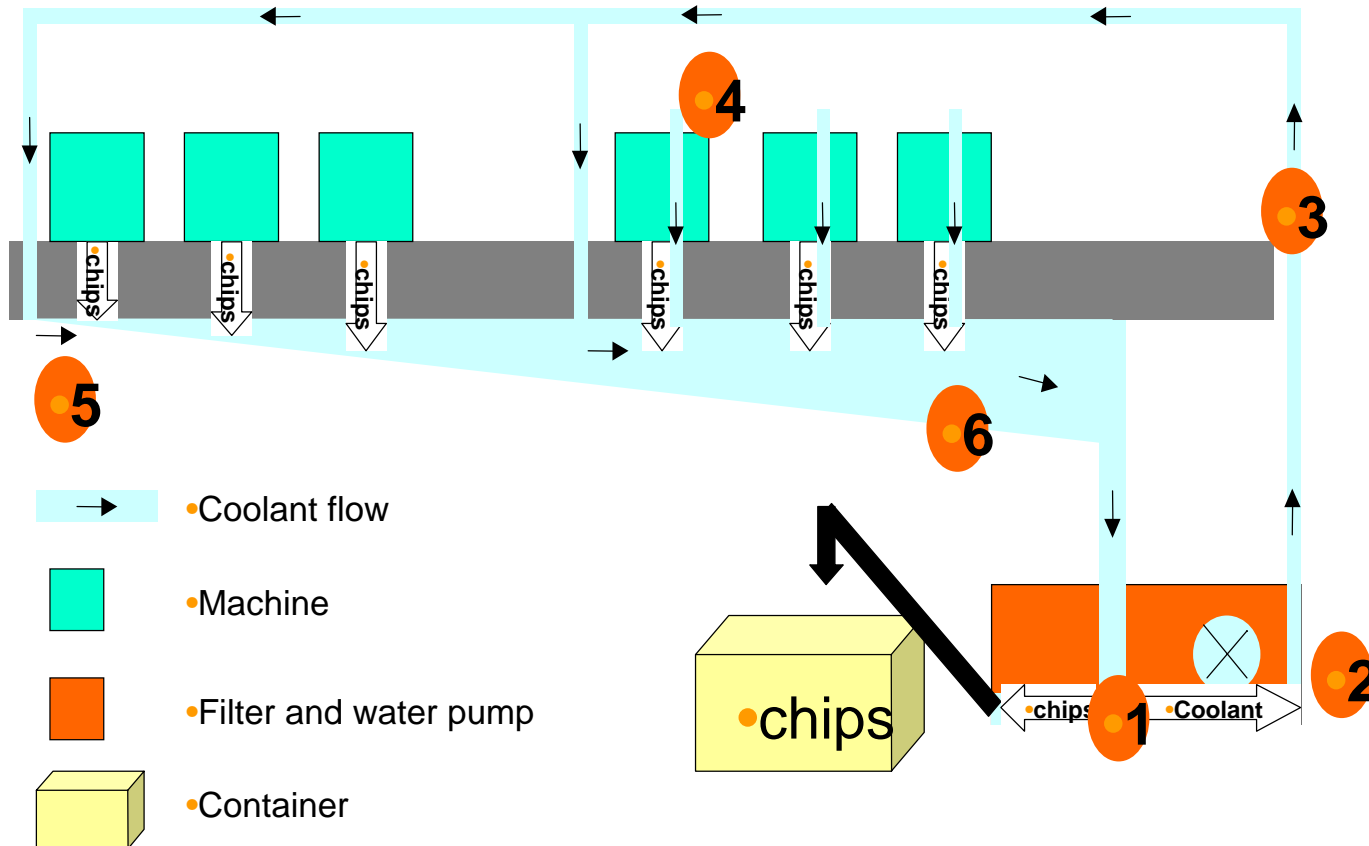 4
3
chips
chips
chips
chips
chips
chips
5
6
•Coolant flow
•Machine
•Filter and water pump
•Container
•chips
•chips
1
•Coolant
2